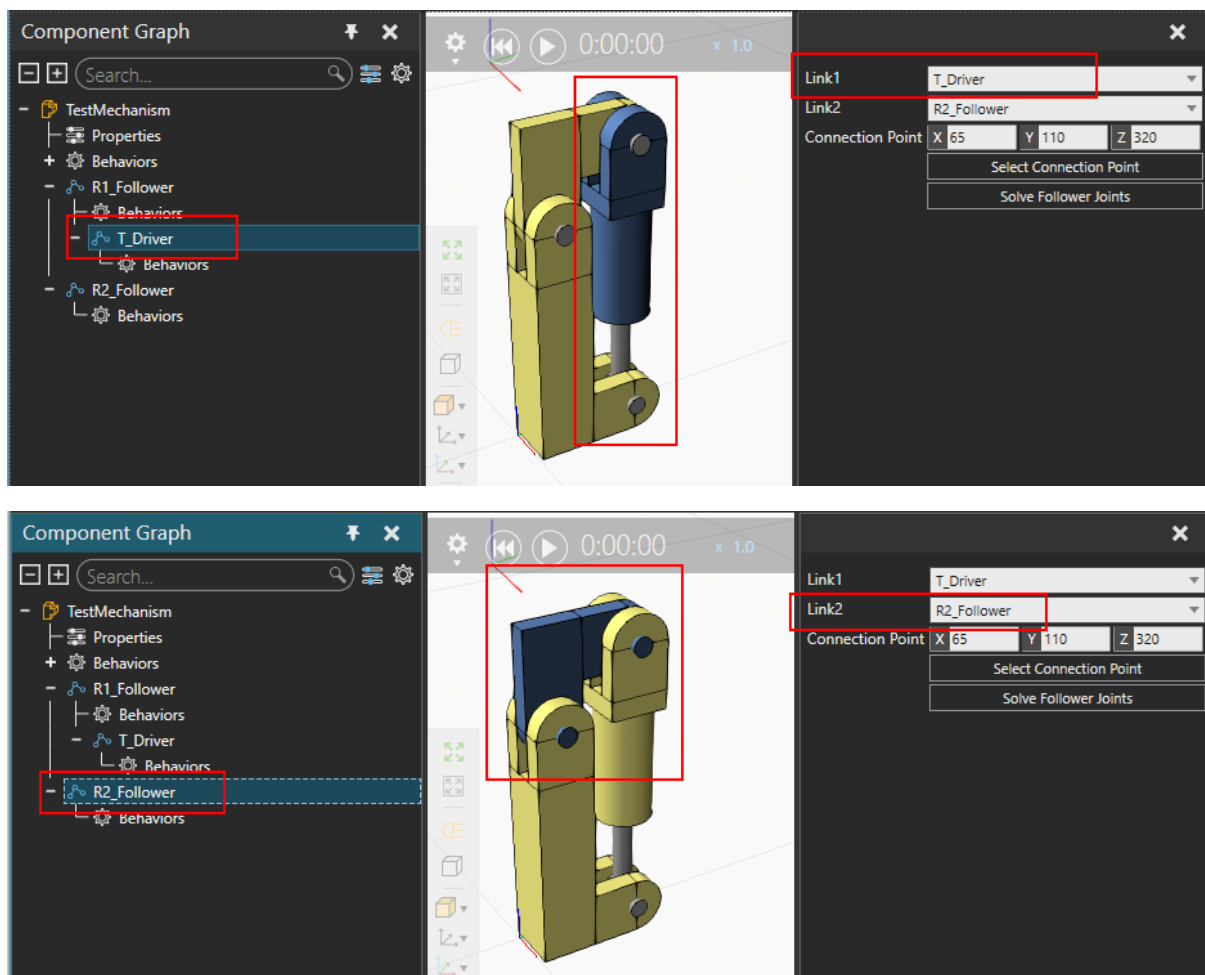 Component Graph
0:00:00
x 1.0
Search...
Link1
T_Driver
TestMechanism
Link2
R2_Follower
Properties
Connection Point
X 65
Y 110
Z 320
Behaviors
Select Connection Point
R1_Follower
Solve Follower Joints
Behaviors
T_Driver
Behaviors
R2_Follower
Behaviors
Component Graph
0:00:00
x 1.0
Search...
Link1
T_Driver
TestMechanism
Link2
R2_Follower
Properties
Connection Point
X 65
Y 110
Z 320
Behaviors
Select Connection Point
R1_Follower
Solve Follower Joints
Behaviors
T_Driver
Behaviors
R2_Follower
Behaviors